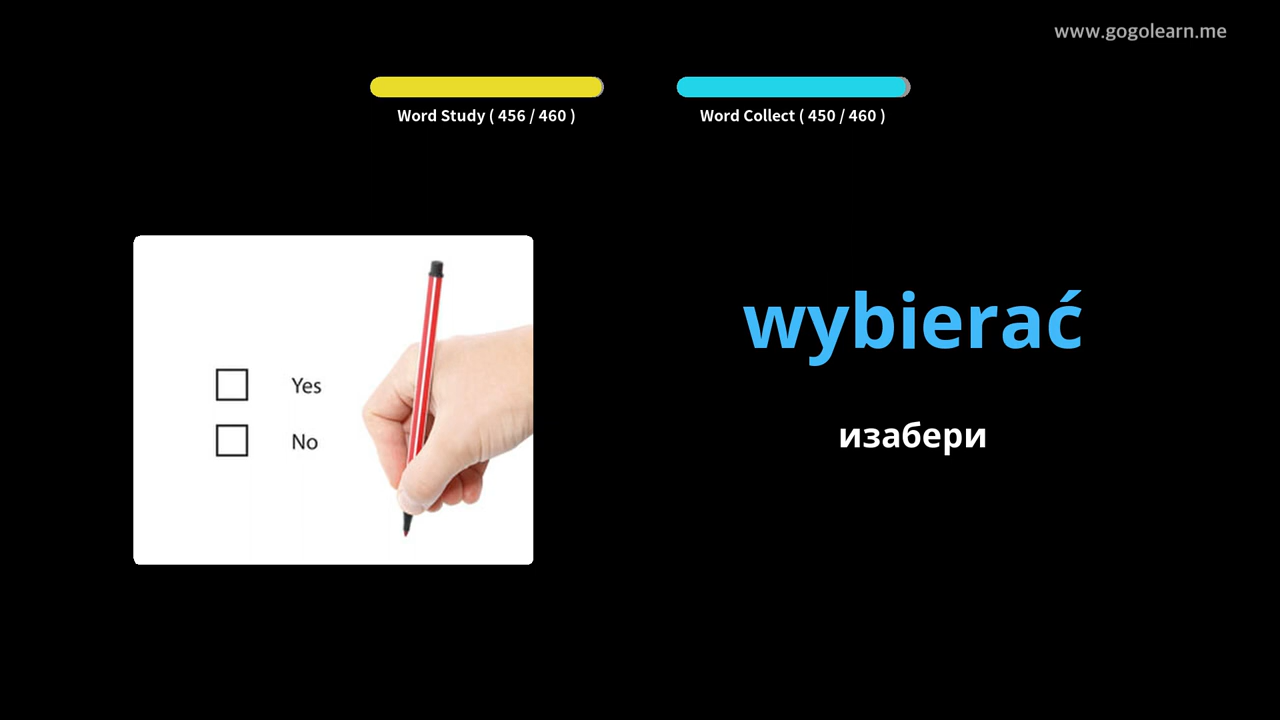 www.gogolearn.me
Word Study ( 456 / 460 )
Word Collect ( 450 / 460 )
Yes
No
wybierać
изабери